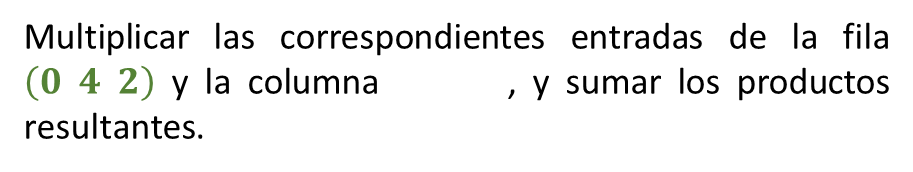 Multiplicar las correspondientes entradas de la fila
(0 4 2) y la columna , y sumar los productos
resultantes.